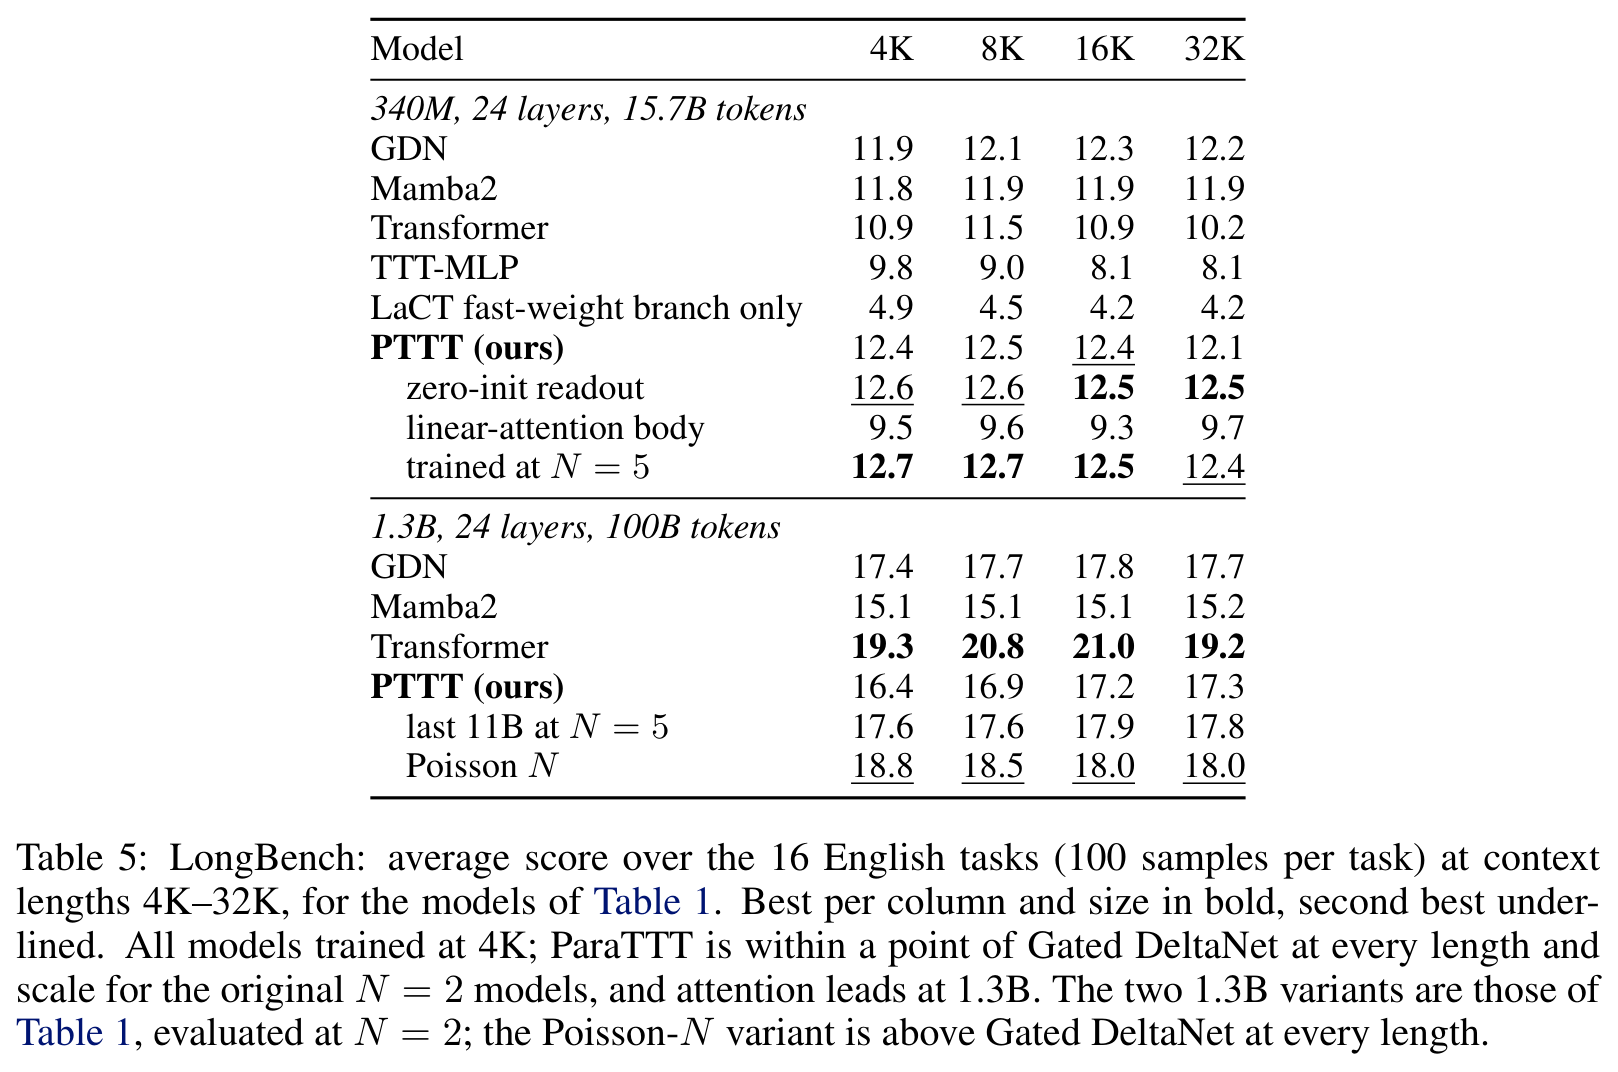 Model 4K 8K 16K 32K
340M, 24 layers, 15.7B tokens
GDN 11.9 12.1 12.3 12.2
Mamba2 11.8 11.9 11.9 11.9
Transformer 10.9 11.5 10.9 10.2
TTT-MLP 9.8 9.0 8.1 8.1
LaCT fast-weight branch only 4.9 4.5 4.2 4.2
PTTT (ours) 12.4 12.5 12.4 12.1
zero-init readout 12.6 12.6 12.5 12.5
linear-attention body 9.5 9.6 9.3 9.7
trained at N = 5 12.7 12.7 12.5 12.4
1.3B, 24 layers, 100B tokens
GDN 17.4 17.7 17.8 17.7
Mamba2 15.1 15.1 15.1 15.2
Transformer 19.3 20.8 21.0 19.2
PTTT (ours) 16.4 16.9 17.2 17.3
last 11B at N = 5 17.6 17.6 17.9 17.8
Poisson N 18.8 18.5 18.0 18.0
Table 5: LongBench: average score over the 16 English tasks (100 samples per task) at context
lengths 4K–32K, for the models of Table 1. Best per column and size in bold, second best under-
lined. All models trained at 4K; ParaTTT is within a point of Gated DeltaNet at every length and
scale for the original N = 2 models, and attention leads at 1.3B. The two 1.3B variants are those of
Table 1, evaluated at N = 2; the Poisson-N variant is above Gated DeltaNet at every length.